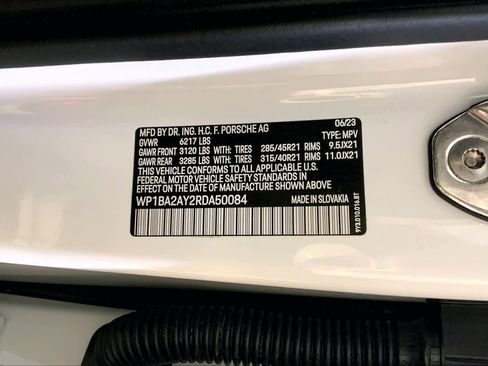 MFD BY DR. ING. H.C. F. PORSCHE AG 06/23
GVWR 6217 LBS TYPE: MPV
GAWR FRONT 3120 LBS WITH: TIRES 285/45R21 RIMS 9.5JX21
GAWR REAR 3285 LBS WITH: TIRES 315/40R21 RIMS 11.0JX21
THIS VEHICLE CONFORMS TO ALL APPLICABLE U.S.
FEDERAL MOTOR VEHICLE SAFETY STANDARDS IN
EFFECT ON THE DATE OF MANUFACTURE SHOWN ABOVE.
WP1BA2AY2RDA50084 MADE IN SLOVAKIA
9Y3.010.016.BT